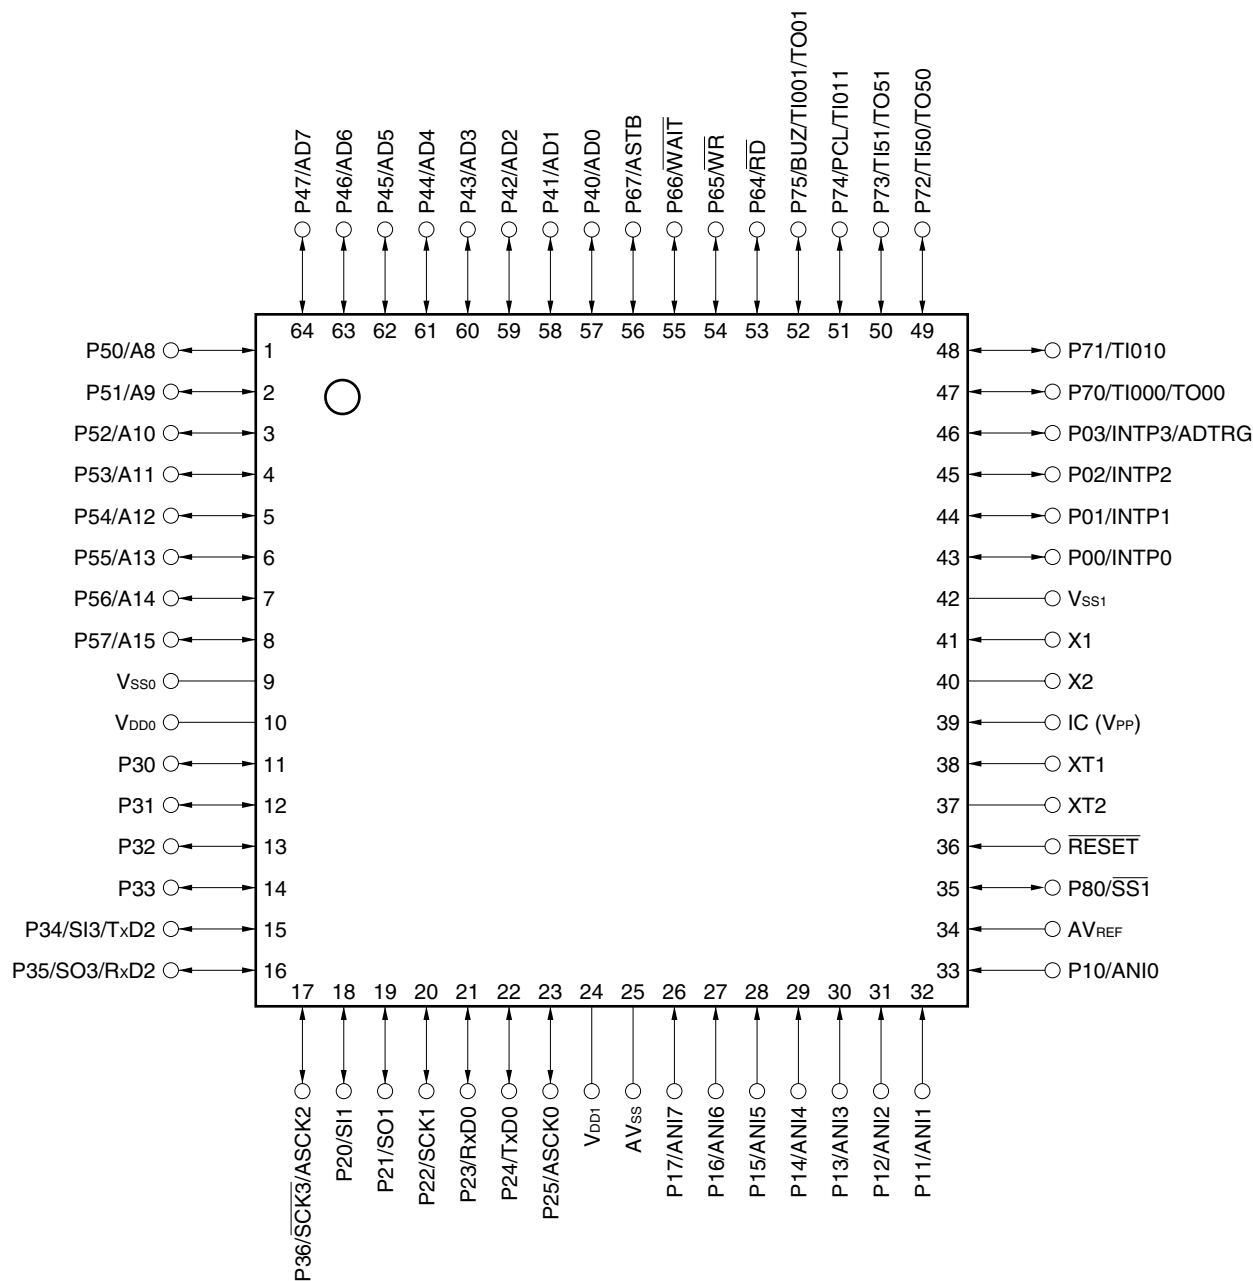 P47/AD7
P46/AD6
P45/AD5
P44/AD4
P43/AD3
P42/AD2
P41/AD1
P40/AD0
P67/ASTB
P66/W̅A̅I̅T̅
P65/W̅R̅
P64/R̅D̅
P75/BUZ/TI001/TO01
P74/PCL/TI011
P73/TI51/TO51
P72/TI50/TO50
64 63 62 61 60 59 58 57 56 55 54 53 52 51 50 49
P50/A8 1
P51/A9 2
P52/A10 3
P53/A11 4
P54/A12 5
P55/A13 6
P56/A14 7
P57/A15 8
VSS0 9
VDD0 10
P30 11
P31 12
P32 13
P33 14
P34/SI3/TxD2 15
P35/SO3/RxD2 16
48 P71/TI010
47 P70/TI000/TO00
46 P03/INTP3/ADTRG
45 P02/INTP2
44 P01/INTP1
43 P00/INTP0
42 VSS1
41 X1
40 X2
39 IC (VPP)
38 XT1
37 XT2
36 R̅E̅S̅E̅T̅
35 P80/S̅S̅1̅
34 AVREF
33 P10/ANI0
17 18 19 20 21 22 23 24 25 26 27 28 29 30 31 32
P36/S̅C̅K̅3̅/ASCK2
P20/SI1
P21/SO1
P22/SCK1
P23/RxD0
P24/TxD0
P25/ASCK0
VDD1
AVSS
P17/ANI7
P16/ANI6
P15/ANI5
P14/ANI4
P13/ANI3
P12/ANI2
P11/ANI1